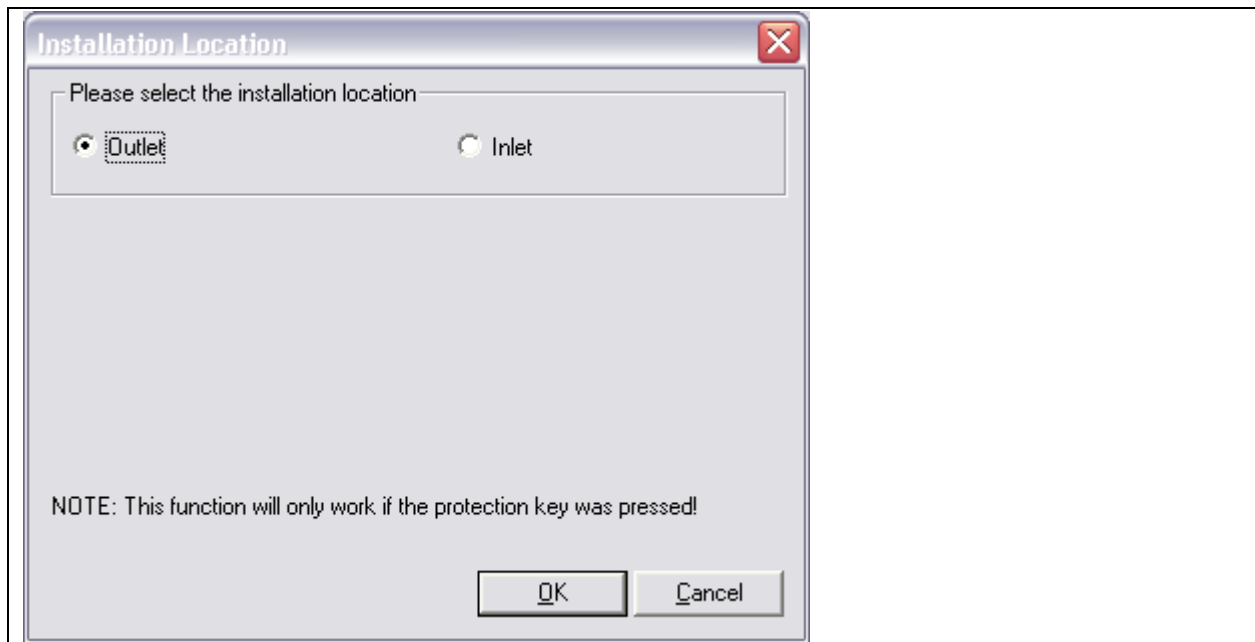 Installation Location
Please select the installation location
Outlet Inlet
NOTE: This function will only work if the protection key was pressed!
OK Cancel